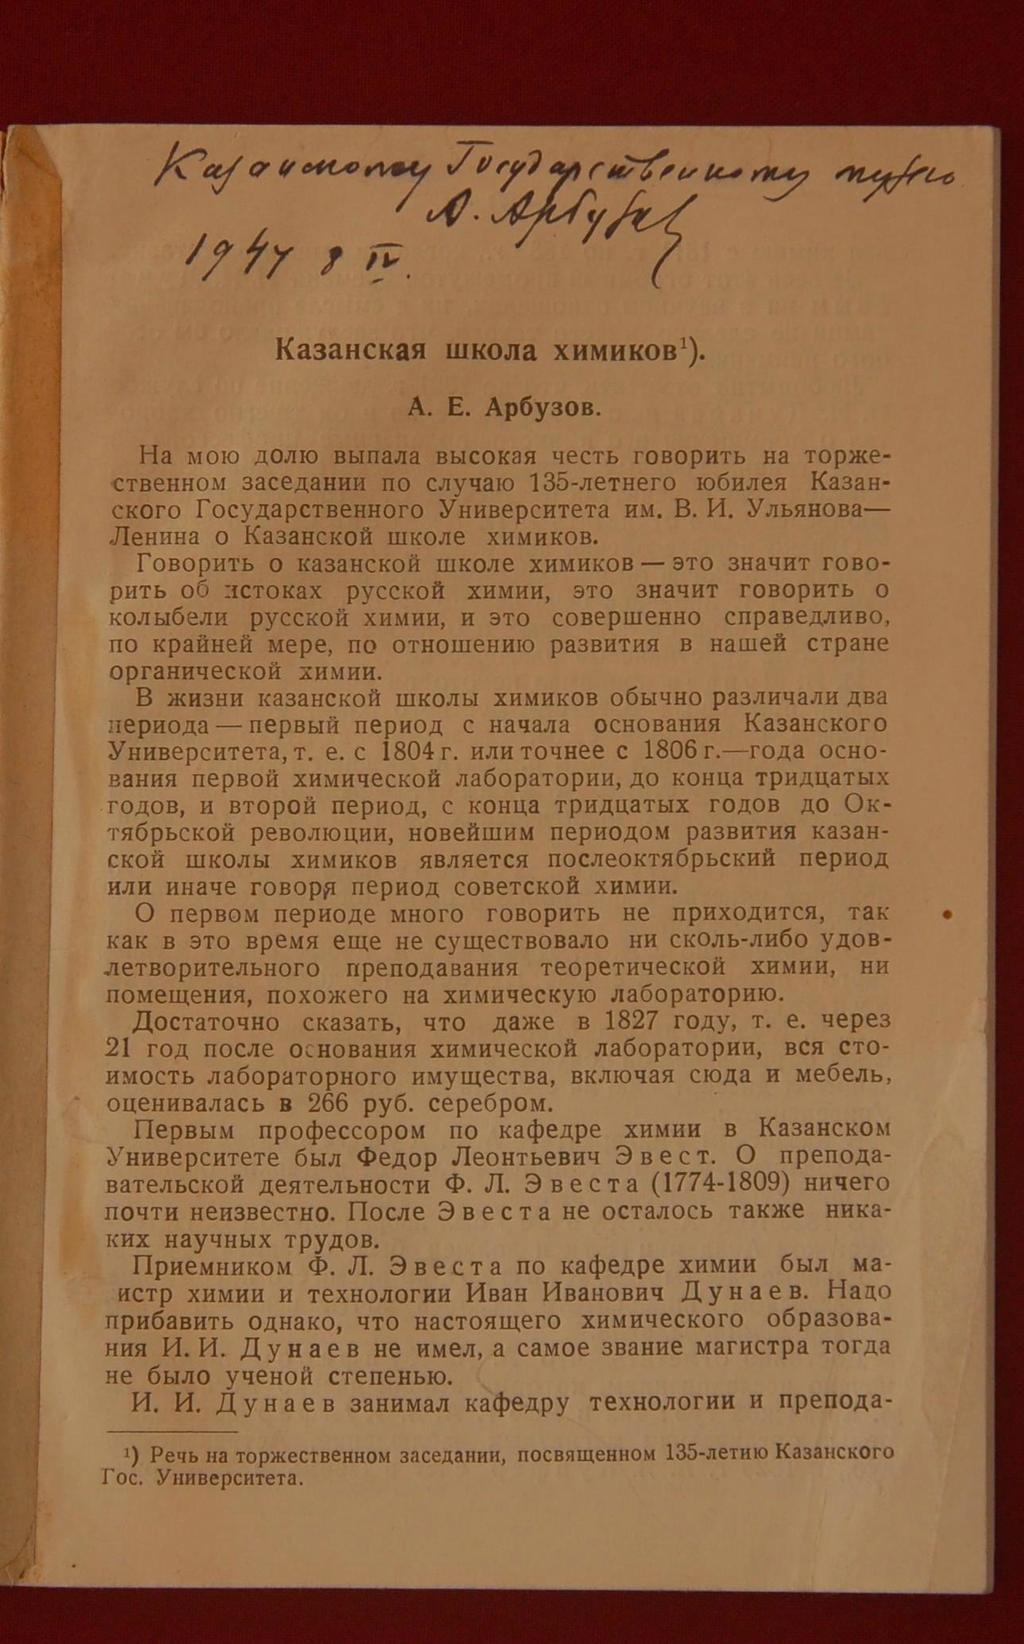 Казанскому Государственному музею
А. Арбузов
1947 8 IV.
Казанская школа химиков¹).
А. Е. Арбузов.
На мою долю выпала высокая честь говорить на торже-
ственном заседании по случаю 135-летнего юбилея Казан-
ского Государственного Университета им. В. И. Ульянова—
Ленина о Казанской школе химиков.
Говорить о казанской школе химиков — это значит гово-
рить об истоках русской химии, это значит говорить о
колыбели русской химии, и это совершенно справедливо,
по крайней мере, по отношению развития в нашей стране
органической химии.
В жизни казанской школы химиков обычно различали два
периода — первый период с начала основания Казанского
Университета, т. е. с 1804 г. или точнее с 1806 г.—года осно-
вания первой химической лаборатории, до конца тридцатых
годов, и второй период, с конца тридцатых годов до Ок-
тябрьской революции, новейшим периодом развития казан-
ской школы химиков является послеоктябрьский период
или иначе говоря период советской химии.
О первом периоде много говорить не приходится, так
как в это время еще не существовало ни сколь-либо удов-
летворительного преподавания теоретической химии, ни
помещения, похожего на химическую лабораторию.
Достаточно сказать, что даже в 1827 году, т. е. через
21 год после основания химической лаборатории, вся сто-
имость лабораторного имущества, включая сюда и мебель,
оценивалась в 266 руб. серебром.
Первым профессором по кафедре химии в Казанском
Университете был Федор Леонтьевич Эвест. О препода-
вательской деятельности Ф. Л. Эвеста (1774-1809) ничего
почти неизвестно. После Эвеста не осталось также ника-
ких научных трудов.
Приемником Ф. Л. Эвеста по кафедре химии был ма-
истр химии и технологии Иван Иванович Дунаев. Надо
прибавить однако, что настоящего химического образова-
ния И. И. Дунаев не имел, а самое звание магистра тогда
не было ученой степенью.
И. И. Дунаев занимал кафедру технологии и препода-
¹) Речь на торжественном заседании, посвященном 135-летию Казанского
Гос. Университета.